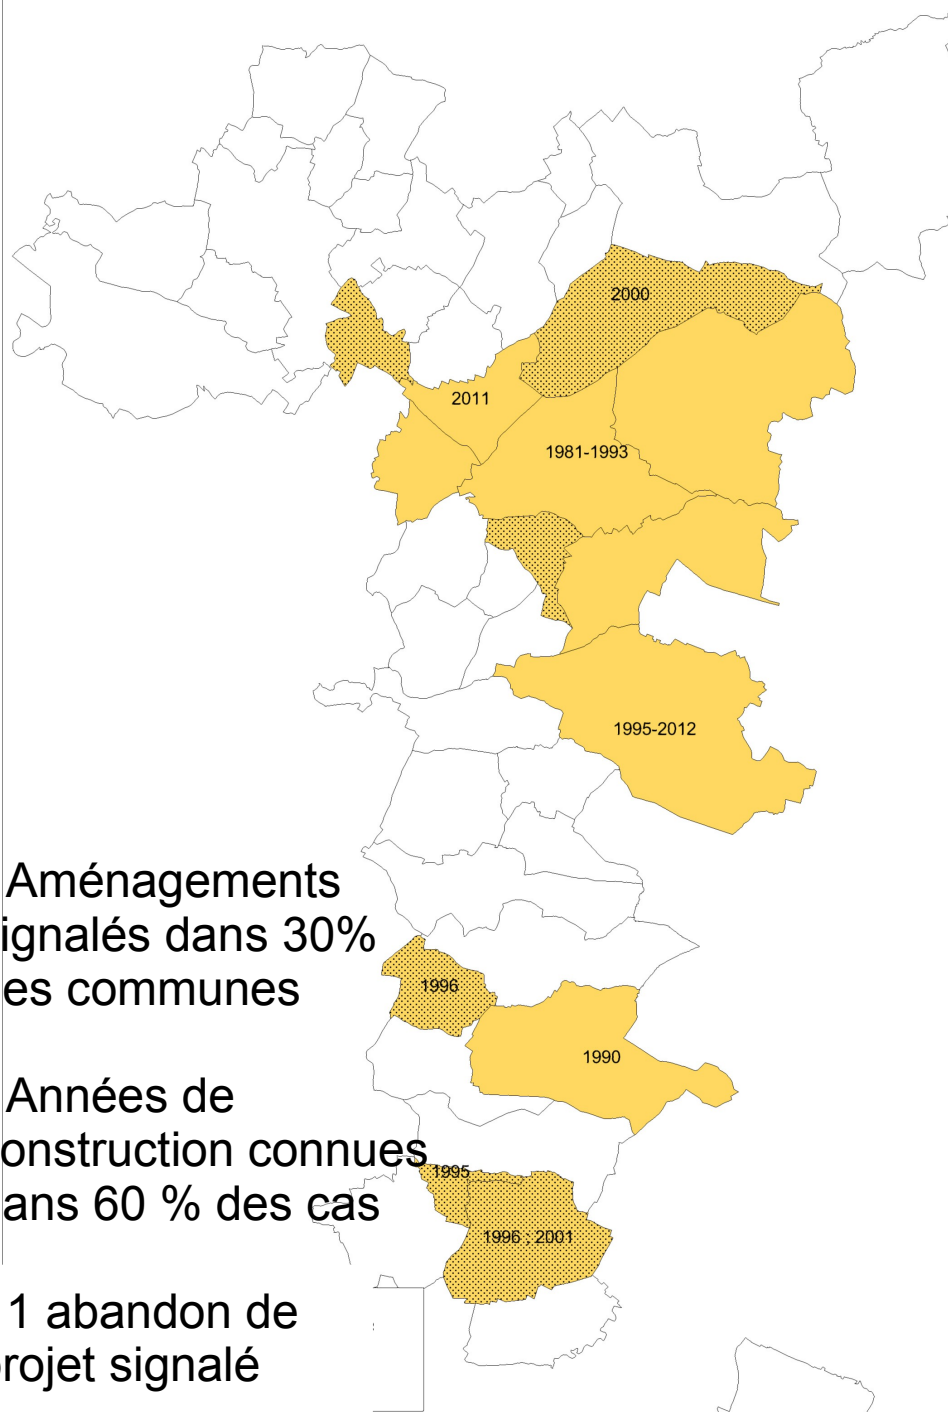 2000
2011
1981-1993
1995-2012
Aménagements
ignalés dans 30%
es communes
1996
1990
Années de
onstruction connues
ans 60 % des cas
1995
1996 ; 2001
1 abandon de
rojet signalé